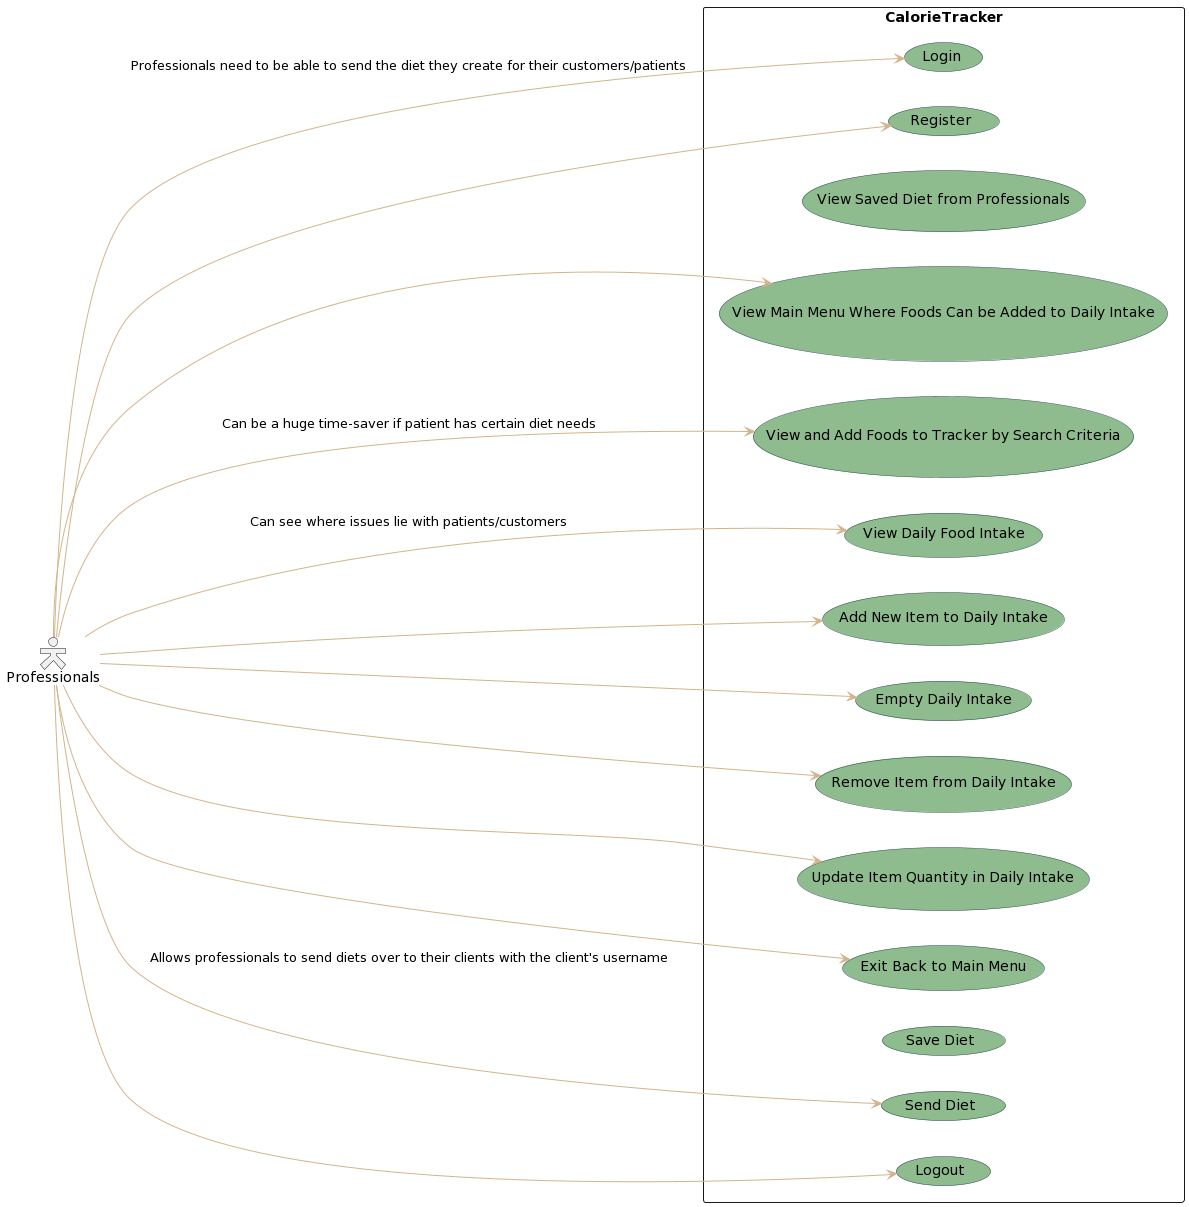 CalorieTracker
Professionals need to be able to send the diet they create for their customers/patients
Login
Register
View Saved Diet from Professionals
View Main Menu Where Foods Can be Added to Daily Intake
Can be a huge time-saver if patient has certain diet needs
View and Add Foods to Tracker by Search Criteria
Can see where issues lie with patients/customers
View Daily Food Intake
Add New Item to Daily Intake
Professionals
Empty Daily Intake
Remove Item from Daily Intake
Update Item Quantity in Daily Intake
Allows professionals to send diets over to their clients with the client's username
Exit Back to Main Menu
Save Diet
Send Diet
Logout